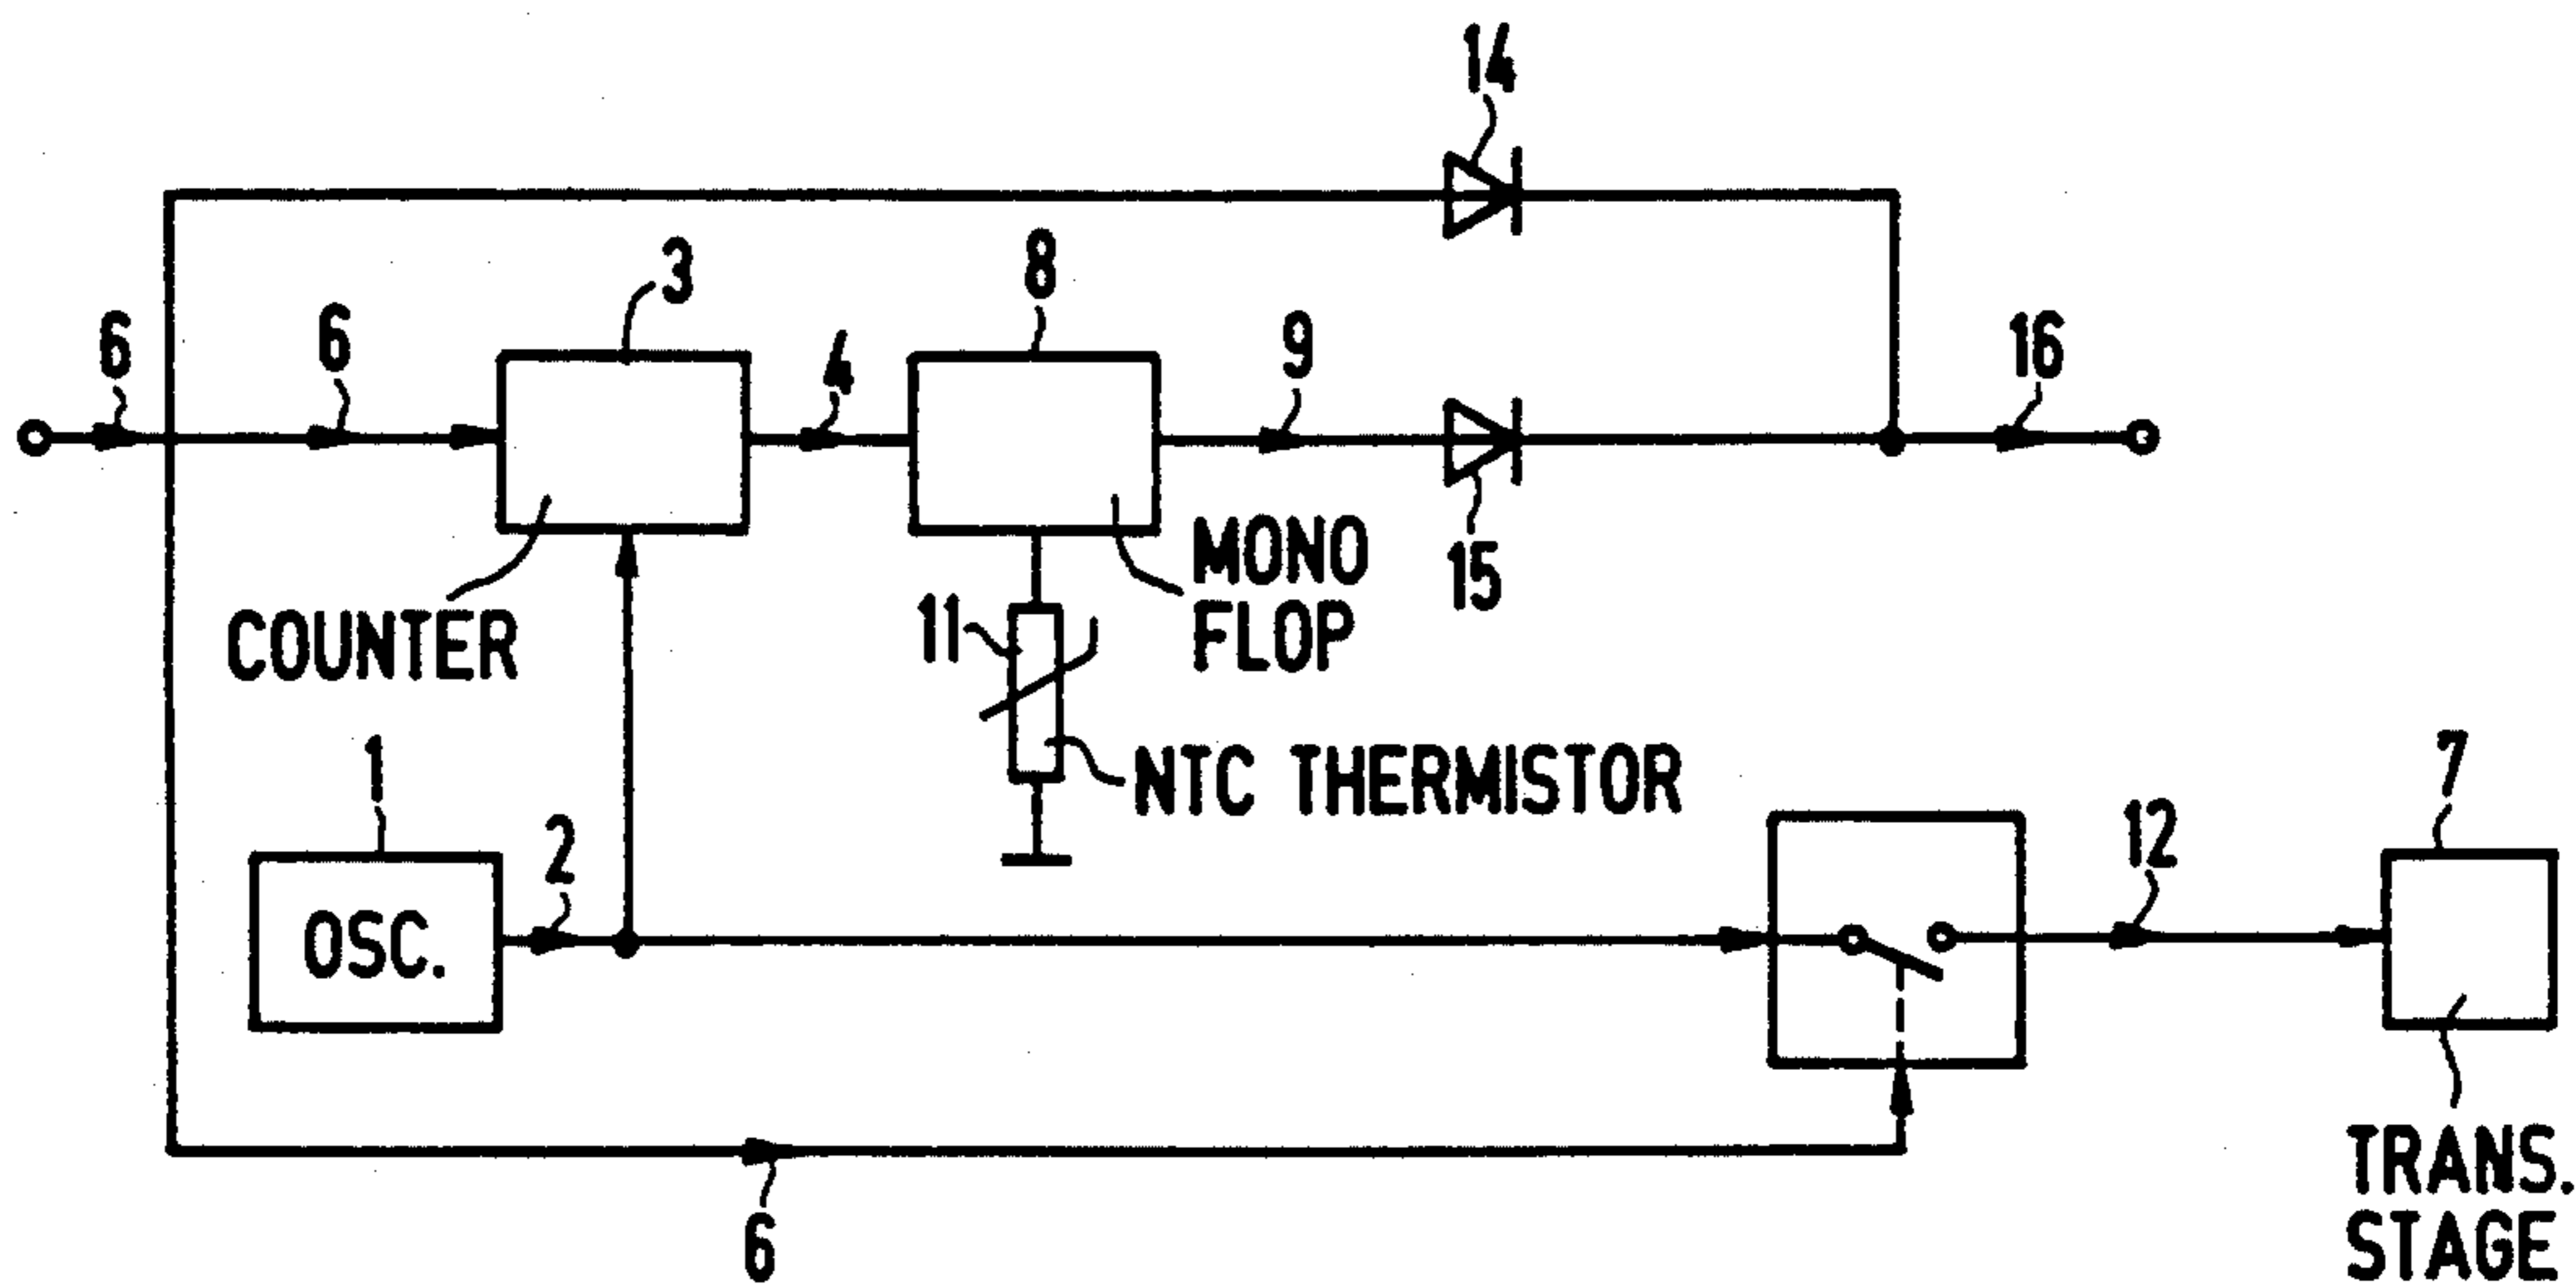 14
3
8
6
6
4
9
16
MONO
FLOP
15
COUNTER
11
NTC THERMISTOR
1
2
OSC.
12
7
6
TRANS.
STAGE